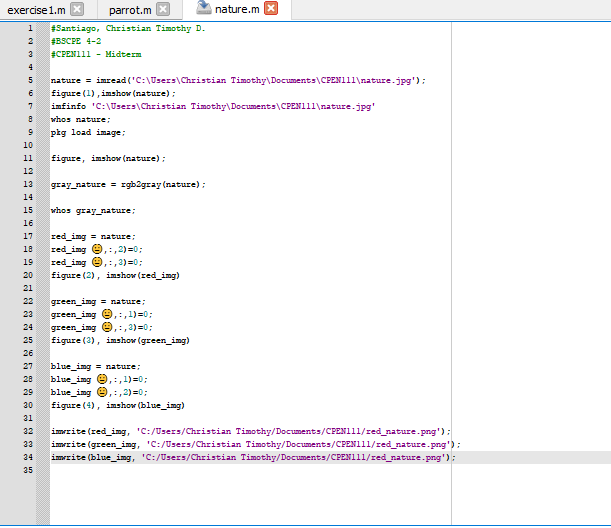 exercise1.m parrot.m nature.m
1 #Santiago, Christian Timothy D.
2 #BSCPE 4-2
3 #CPEN111 - Midterm
4
5 nature = imread('C:\Users\Christian Timothy\Documents\CPEN111\nature.jpg');
6 figure(1),imshow(nature);
7 imfinfo 'C:\Users\Christian Timothy\Documents\CPEN111\nature.jpg'
8 whos nature;
9 pkg load image;
10
11 figure, imshow(nature);
12
13 gray_nature = rgb2gray(nature);
14
15 whos gray_nature;
16
17 red_img = nature;
18 red_img 🙂,:,2)=0;
19 red_img 🙂,:,3)=0;
20 figure(2), imshow(red_img)
21
22 green_img = nature;
23 green_img 🙂,:,1)=0;
24 green_img 🙂,:,3)=0;
25 figure(3), imshow(green_img)
26
27 blue_img = nature;
28 blue_img 🙂,:,1)=0;
29 blue_img 🙂,:,2)=0;
30 figure(4), imshow(blue_img)
31
32 imwrite(red_img, 'C:/Users/Christian Timothy/Documents/CPEN111/red_nature.png');
33 imwrite(green_img, 'C:/Users/Christian Timothy/Documents/CPEN111/red_nature.png');
34 imwrite(blue_img, 'C:/Users/Christian Timothy/Documents/CPEN111/red_nature.png');
35